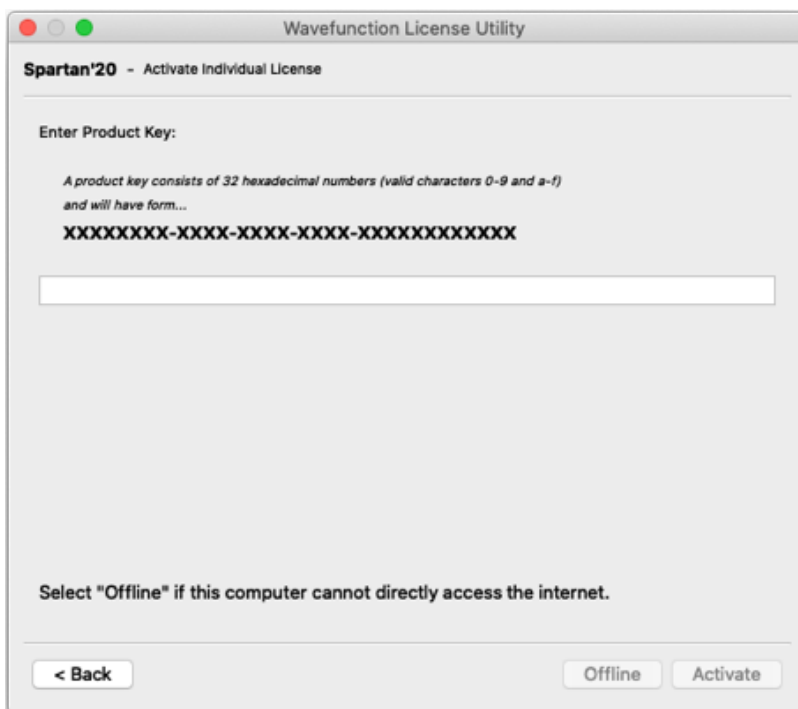 Wavefunction License Utility
Spartan'20 - Activate Individual License
Enter Product Key:
A product key consists of 32 hexadecimal numbers (valid characters 0-9 and a-f)
and will have form...
XXXXXXXX-XXXX-XXXX-XXXX-XXXXXXXXXXXX
Select "Offline" if this computer cannot directly access the internet.
< Back Offline Activate